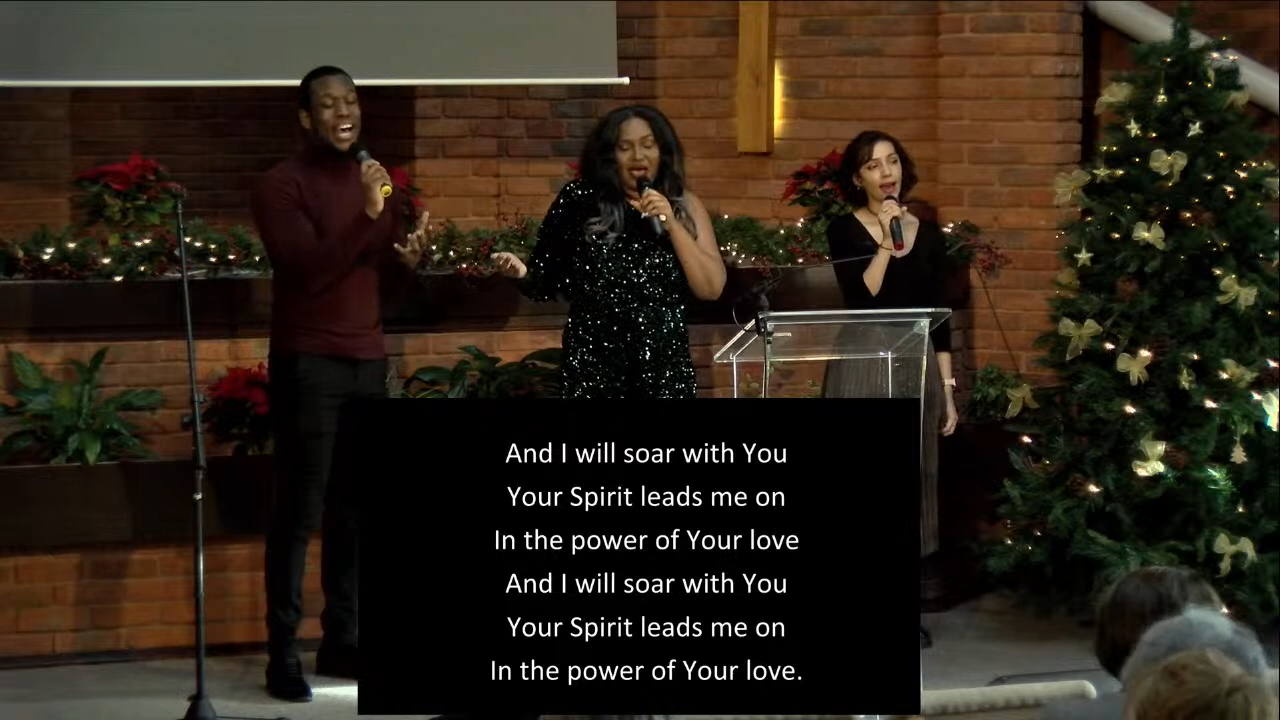 And I will soar with You
Your Spirit leads me on
In the power of Your love
And I will soar with You
Your Spirit leads me on
In the power of Your love.